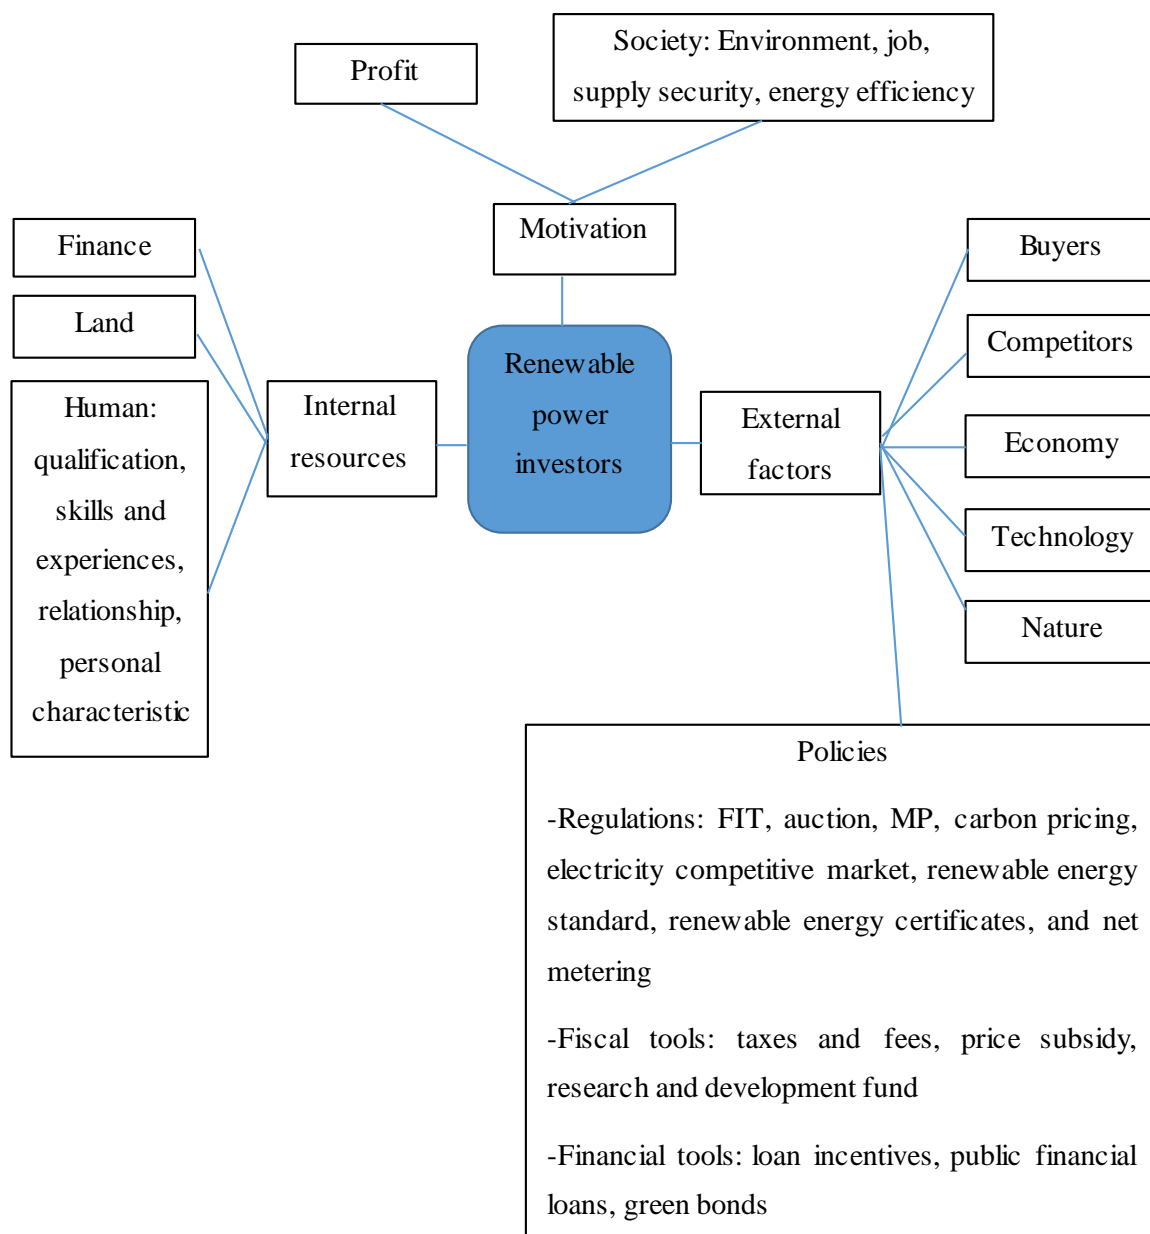 Profit
Society: Environment, job,
supply security, energy efficiency
Motivation
Finance
Land
Human:
qualification,
skills and
experiences,
relationship,
personal
characteristic
Internal
resources
Renewable
power
investors
External
factors
Buyers
Competitors
Economy
Technology
Nature
Policies
-Regulations: FIT, auction, MP, carbon pricing,
electricity competitive market, renewable energy
standard, renewable energy certificates, and net
metering
-Fiscal tools: taxes and fees, price subsidy,
research and development fund
-Financial tools: loan incentives, public financial
loans, green bonds